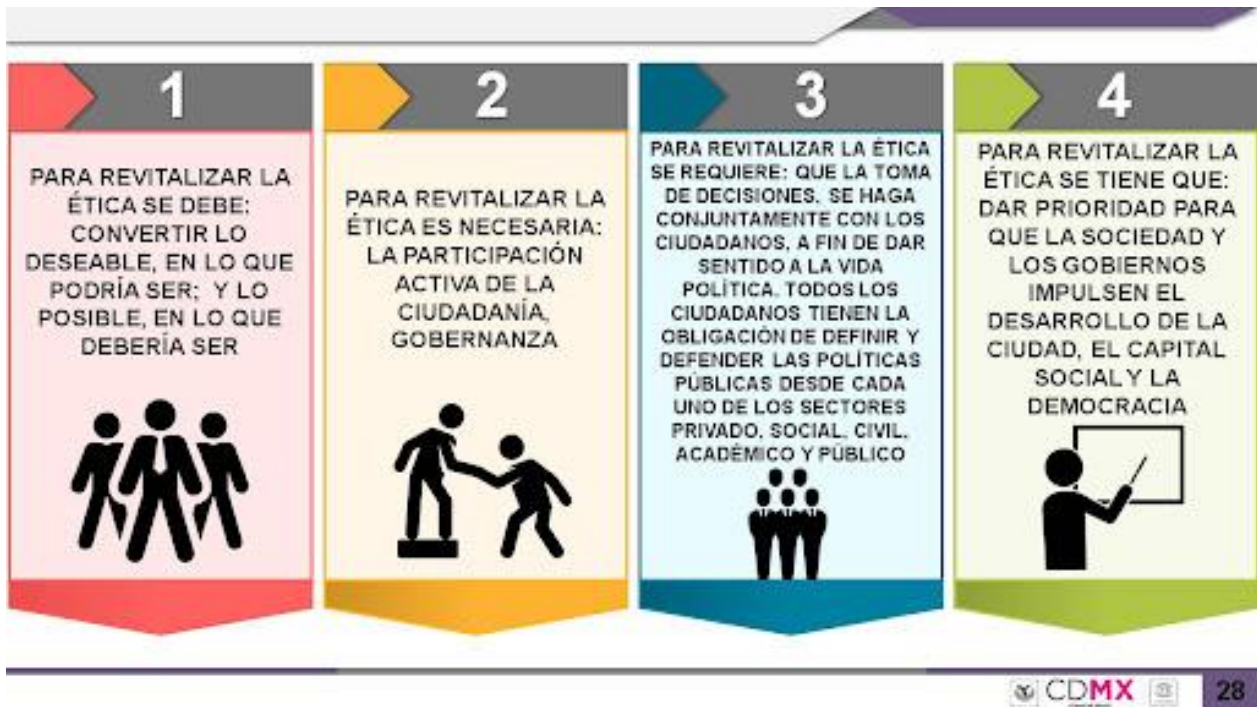 1
PARA REVITALIZAR LA
ÉTICA SE DEBE:
CONVERTIR LO
DESEABLE, EN LO QUE
PODRÍA SER; Y LO
POSIBLE, EN LO QUE
DEBERÍA SER
2
PARA REVITALIZAR LA
ÉTICA ES NECESARIA:
LA PARTICIPACIÓN
ACTIVA DE LA
CIUDADANÍA,
GOBERNANZA
3
PARA REVITALIZAR LA ÉTICA
SE REQUIERE: QUE LA TOMA
DE DECISIONES, SE HAGA
CONJUNTAMENTE CON LOS
CIUDADANOS, A FIN DE DAR
SENTIDO A LA VIDA
POLÍTICA. TODOS LOS
CIUDADANOS TIENEN LA
OBLIGACIÓN DE DEFINIR Y
DEFENDER LAS POLÍTICAS
PÚBLICAS DESDE CADA
UNO DE LOS SECTORES
PRIVADO, SOCIAL, CIVIL,
ACADÉMICO Y PÚBLICO
4
PARA REVITALIZAR LA
ÉTICA SE TIENE QUE:
DAR PRIORIDAD PARA
QUE LA SOCIEDAD Y
LOS GOBIERNOS
IMPULSEN EL
DESARROLLO DE LA
CIUDAD, EL CAPITAL
SOCIAL Y LA
DEMOCRACIA
CDMX
28